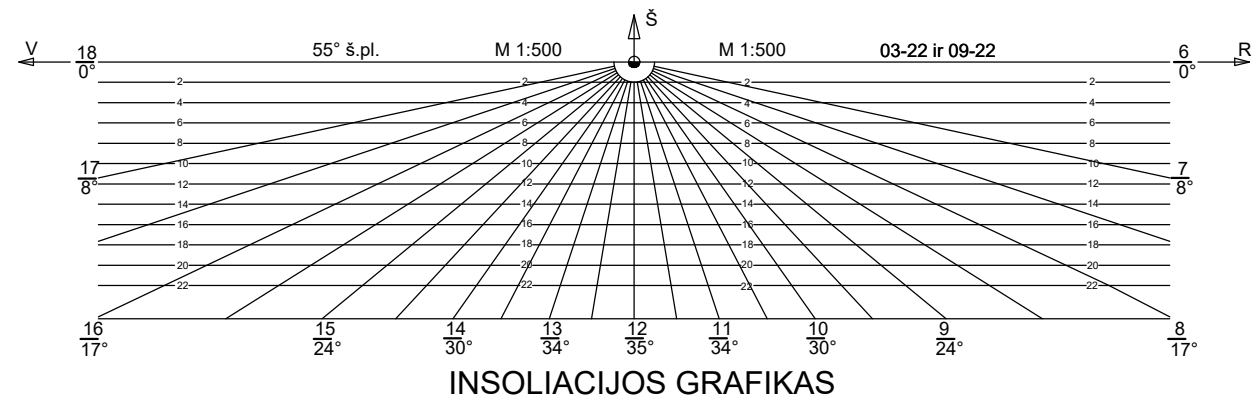 Š
V 18 0° 55° š.pl. M 1:500 M 1:500 03-22 ir 09-22 6 0° R
2 2 2 2
4 4 4 4
6 6 6 6
8 8 8 8
17 8° 10 10 10 10 7 8°
12 12 12 12
14 14 14 14
16 16 16 16
18 18 18 18
20 20 20 20
22 22 22 22
16 15 14 13 12 11 10 9 8
17° 24° 30° 34° 35° 34° 30° 24° 17°
INSOLIACIJOS GRAFIKAS